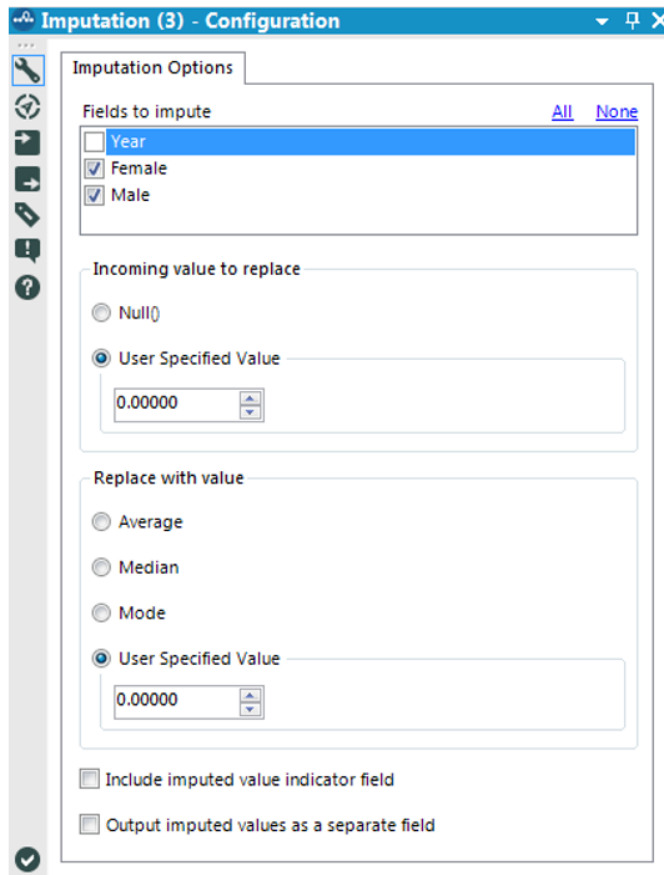 Imputation (3) - Configuration
Imputation Options
Fields to impute All None
Year
Female
Male
Incoming value to replace
Null()
User Specified Value
0.00000
Replace with value
Average
Median
Mode
User Specified Value
0.00000
Include imputed value indicator field
Output imputed values as a separate field